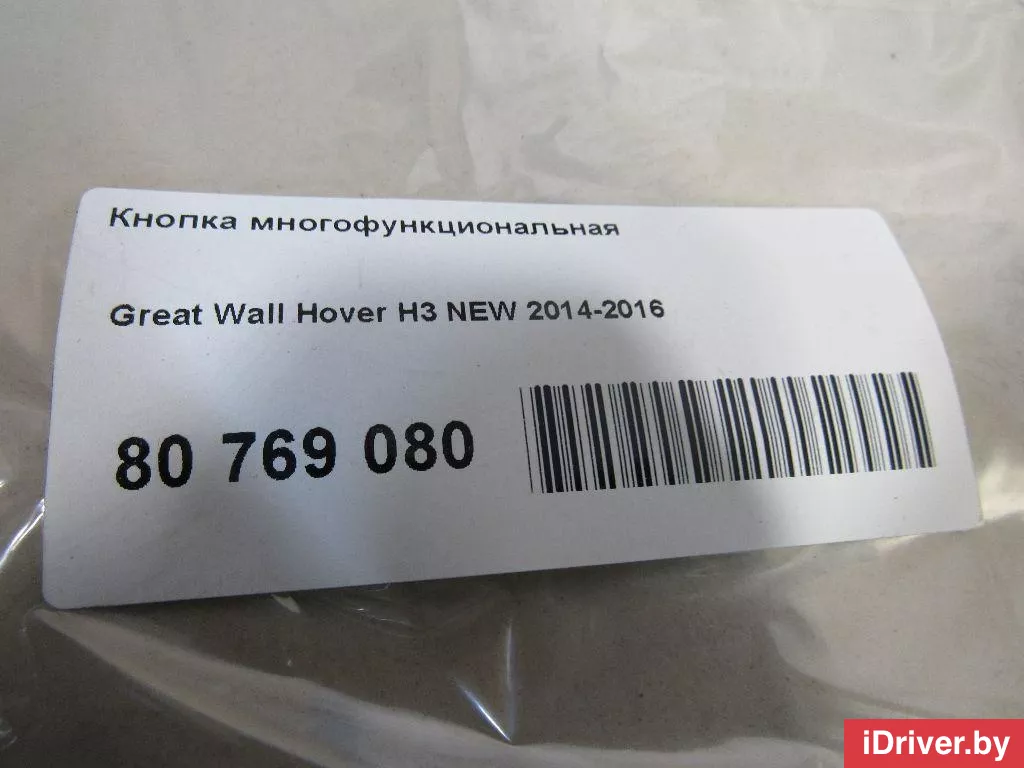 Кнопка многофункциональная
Great Wall Hover H3 NEW 2014-2016
80 769 080
iDriver.by